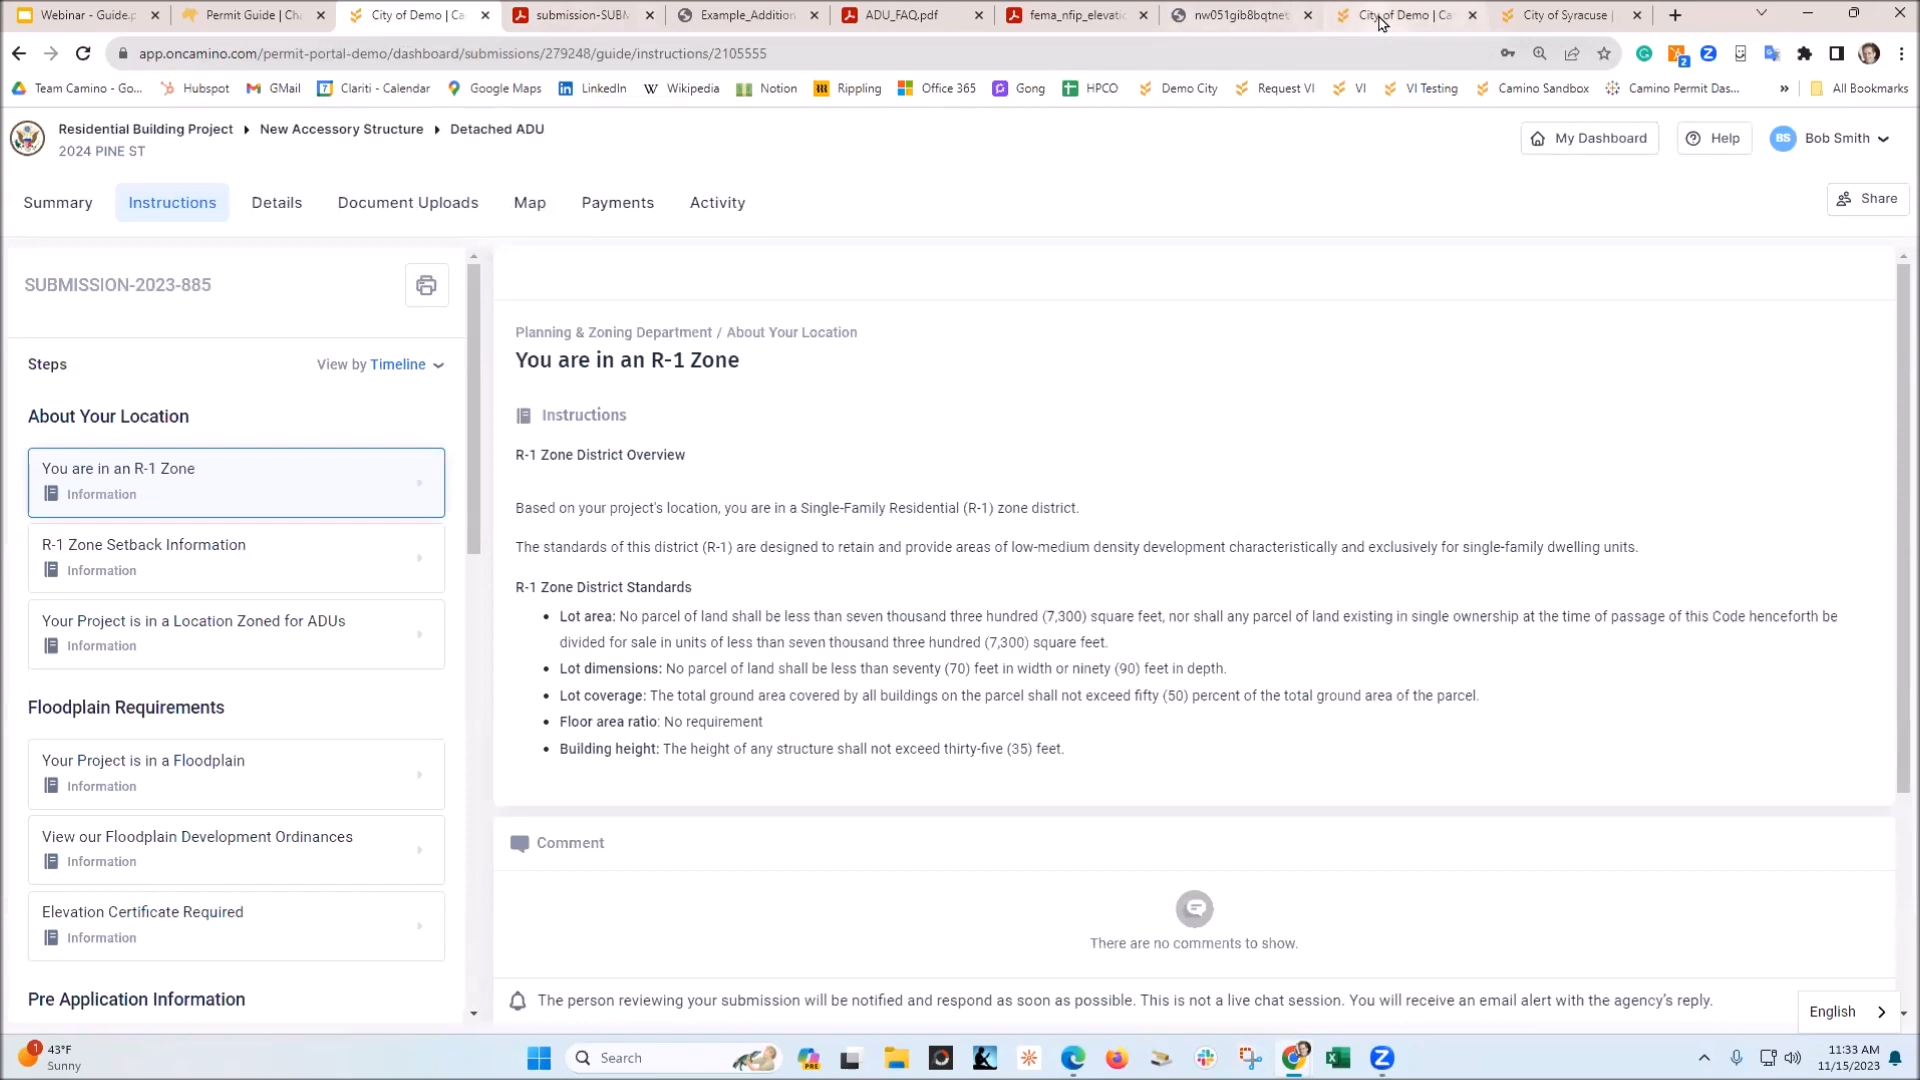 Webinar - Guide.p
Permit Guide | Cha
City of Demo | Ca
submission-SUBM
Example_Addition
ADU_FAQ.pdf
fema_nfip_elevatio
nw051gib8bqtnet
City of Demo | Ca
City of Syracuse |
app.oncamino.com/permit-portal-demo/dashboard/submissions/279248/guide/instructions/2105555
2
Team Camino - Go...
Hubspot
GMail
7
Clariti - Calendar
Google Maps
LinkedIn
Wikipedia
Notion
Rippling
Office 365
Gong
HPCO
Demo City
Request VI
VI
VI Testing
Camino Sandbox
Camino Permit Das...
»
All Bookmarks
Residential Building Project
New Accessory Structure
Detached ADU
2024 PINE ST
My Dashboard
Help
BS
Bob Smith
Summary
Instructions
Details
Document Uploads
Map
Payments
Activity
Share
SUBMISSION-2023-885
Steps
View by Timeline
About Your Location
You are in an R-1 Zone
Information
R-1 Zone Setback Information
Information
Your Project is in a Location Zoned for ADUs
Information
Floodplain Requirements
Your Project is in a Floodplain
Information
View our Floodplain Development Ordinances
Information
Elevation Certificate Required
Information
Pre Application Information
Planning & Zoning Department / About Your Location
You are in an R-1 Zone
Instructions
R-1 Zone District Overview
Based on your project's location, you are in a Single-Family Residential (R-1) zone district.
The standards of this district (R-1) are designed to retain and provide areas of low-medium density development characteristically and exclusively for single-family dwelling units.
R-1 Zone District Standards
• Lot area: No parcel of land shall be less than seven thousand three hundred (7,300) square feet, nor shall any parcel of land existing in single ownership at the time of passage of this Code henceforth be
divided for sale in units of less than seven thousand three hundred (7,300) square feet.
• Lot dimensions: No parcel of land shall be less than seventy (70) feet in width or ninety (90) feet in depth.
• Lot coverage: The total ground area covered by all buildings on the parcel shall not exceed fifty (50) percent of the total ground area of the parcel.
• Floor area ratio: No requirement
• Building height: The height of any structure shall not exceed thirty-five (35) feet.
Comment
There are no comments to show.
The person reviewing your submission will be notified and respond as soon as possible. This is not a live chat session. You will receive an email alert with the agency's reply.
English
1
43°F
Sunny
Search
PRE
11:33 AM
11/15/2023